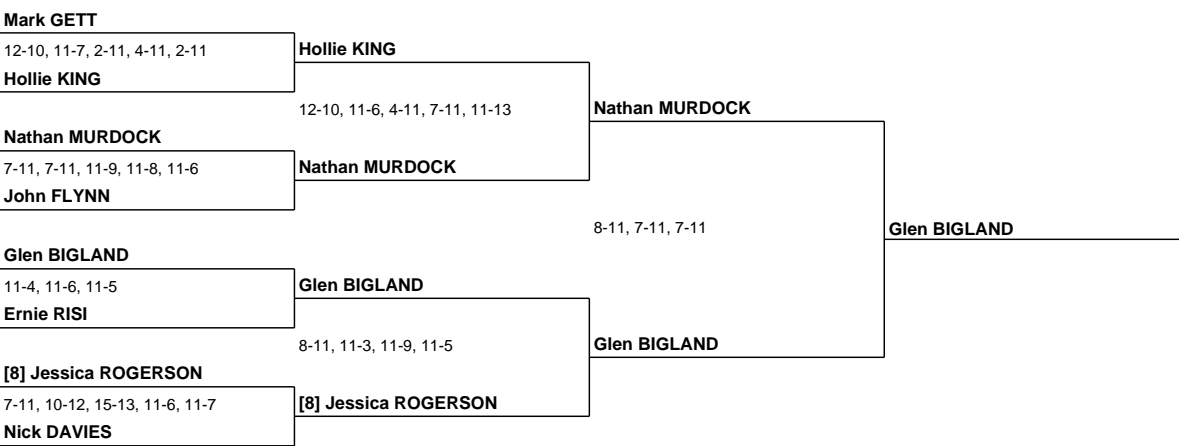 Mark GETT
12-10, 11-7, 2-11, 4-11, 2-11
Hollie KING
Hollie KING
12-10, 11-6, 4-11, 7-11, 11-13
Nathan MURDOCK
Nathan MURDOCK
7-11, 7-11, 11-9, 11-8, 11-6
John FLYNN
Nathan MURDOCK
8-11, 7-11, 7-11
Glen BIGLAND
Glen BIGLAND
11-4, 11-6, 11-5
Ernie RISI
Glen BIGLAND
8-11, 11-3, 11-9, 11-5
Glen BIGLAND
[8] Jessica ROGERSON
7-11, 10-12, 15-13, 11-6, 11-7
Nick DAVIES
[8] Jessica ROGERSON